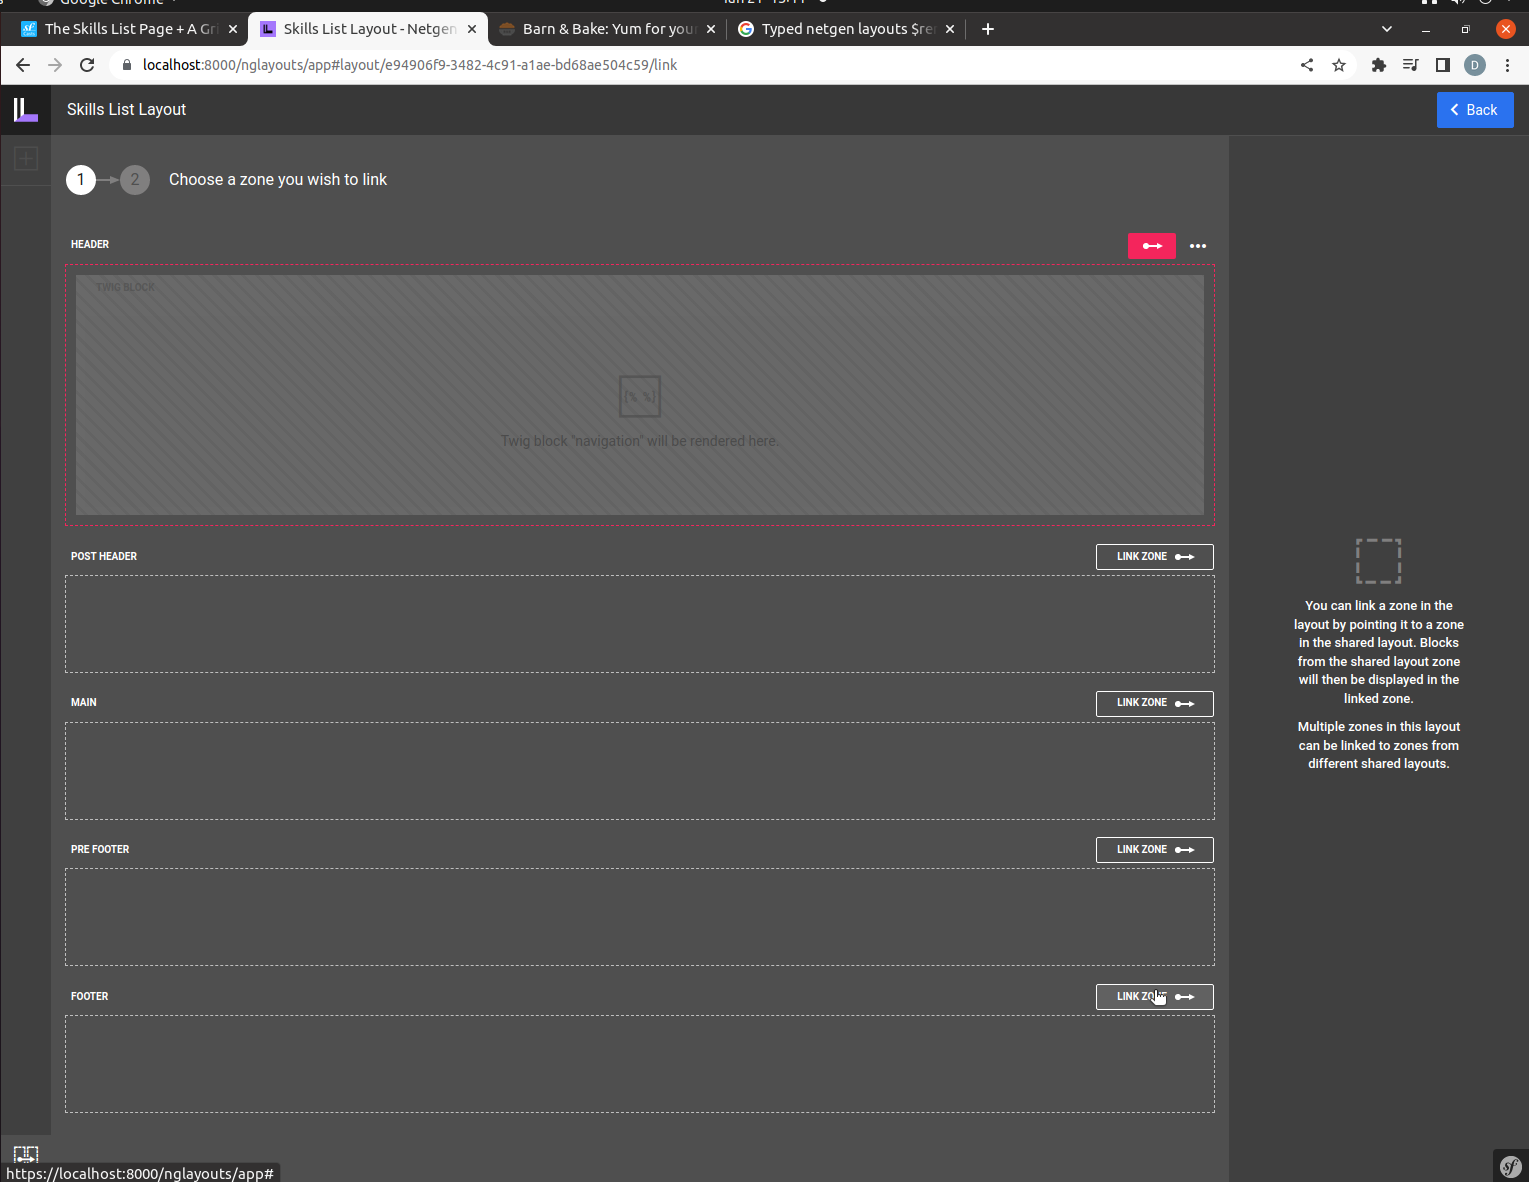 Google Chrome
The Skills List Page + A Gri
Skills List Layout - Netgen
Barn & Bake: Yum for your
Typed netgen layouts $re
localhost:8000/nglayouts/app#layout/e94906f9-3482-4c91-a1ae-bd68ae504c59/link
D
Skills List Layout
Back
1
2
Choose a zone you wish to link
HEADER
TWIG BLOCK
{% %}
Twig block "navigation" will be rendered here.
POST HEADER
LINK ZONE
MAIN
LINK ZONE
PRE FOOTER
LINK ZONE
FOOTER
LINK ZONE
You can link a zone in the
layout by pointing it to a zone
in the shared layout. Blocks
from the shared layout zone
will then be displayed in the
linked zone.
Multiple zones in this layout
can be linked to zones from
different shared layouts.
https://localhost:8000/nglayouts/app#
sf